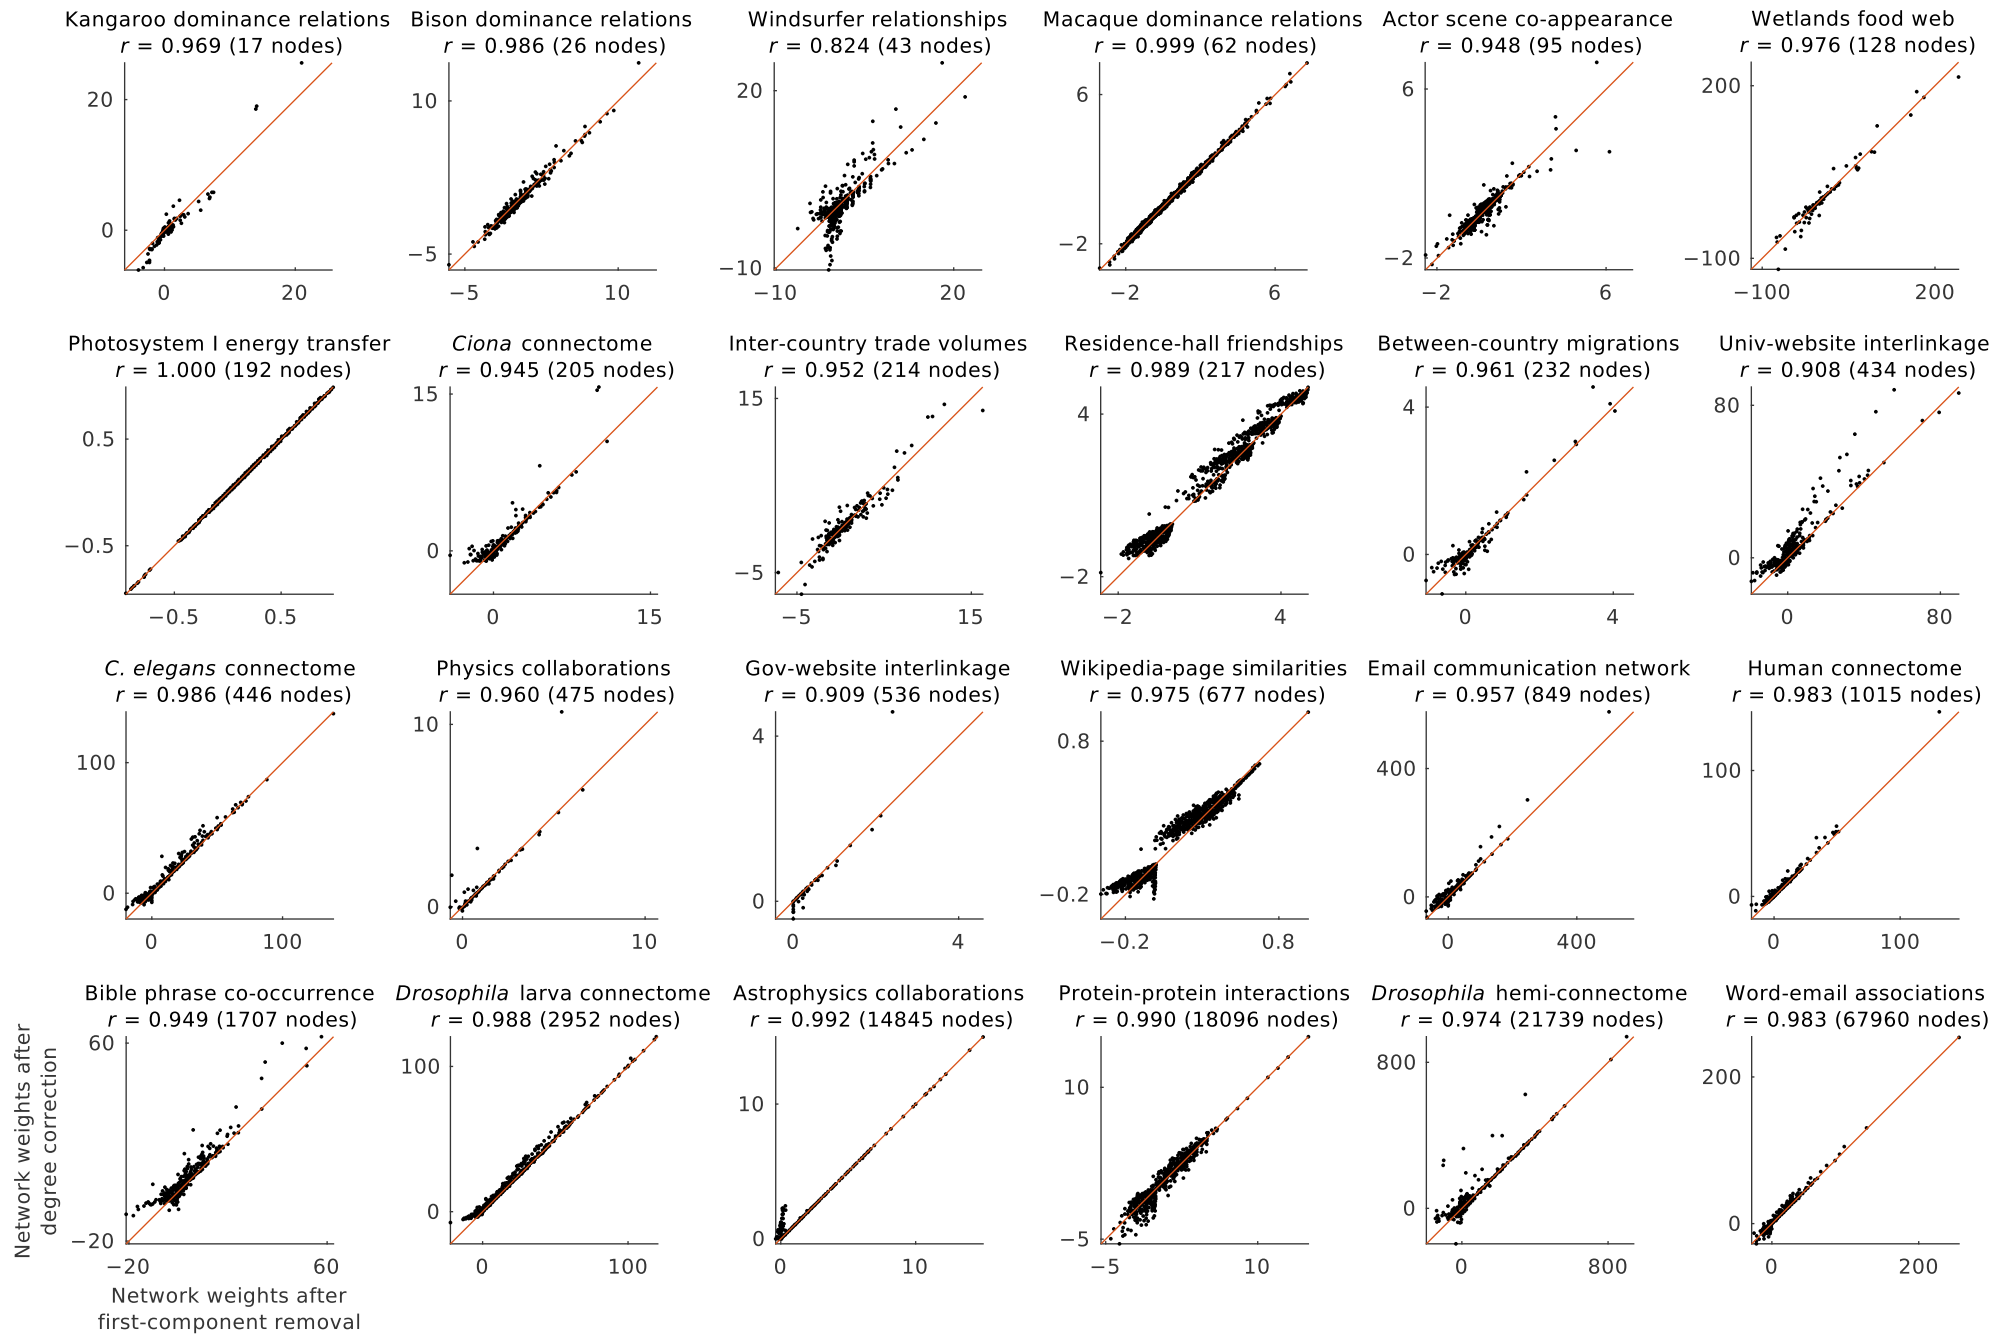 Kangaroo dominance relations
r = 0.969 (17 nodes)
20
0
0 20
Bison dominance relations
r = 0.986 (26 nodes)
10
−5
−5 10
Windsurfer relationships
r = 0.824 (43 nodes)
20
−10
−10 20
Macaque dominance relations
r = 0.999 (62 nodes)
6
−2
−2 6
Actor scene co-appearance
r = 0.948 (95 nodes)
6
−2
−2 6
Wetlands food web
r = 0.976 (128 nodes)
200
−100
−100 200
Photosystem I energy transfer
r = 1.000 (192 nodes)
0.5
−0.5
−0.5 0.5
Ciona connectome
r = 0.945 (205 nodes)
15
0
0 15
Inter-country trade volumes
r = 0.952 (214 nodes)
15
−5
−5 15
Residence-hall friendships
r = 0.989 (217 nodes)
4
−2
−2 4
Between-country migrations
r = 0.961 (232 nodes)
4
0
0 4
Univ-website interlinkage
r = 0.908 (434 nodes)
80
0
0 80
C. elegans connectome
r = 0.986 (446 nodes)
100
0
0 100
Physics collaborations
r = 0.960 (475 nodes)
10
0
0 10
Gov-website interlinkage
r = 0.909 (536 nodes)
4
0
0 4
Wikipedia-page similarities
r = 0.975 (677 nodes)
0.8
−0.2
−0.2 0.8
Email communication network
r = 0.957 (849 nodes)
400
0
0 400
Human connectome
r = 0.983 (1015 nodes)
100
0
0 100
Bible phrase co-occurrence
r = 0.949 (1707 nodes)
60
−20
−20 60
Network weights after
degree correction
Network weights after
first-component removal
Drosophila larva connectome
r = 0.988 (2952 nodes)
100
0
0 100
Astrophysics collaborations
r = 0.992 (14845 nodes)
10
0
0 10
Protein-protein interactions
r = 0.990 (18096 nodes)
10
−5
−5 10
Drosophila hemi-connectome
r = 0.974 (21739 nodes)
800
0
0 800
Word-email associations
r = 0.983 (67960 nodes)
200
0
0 200